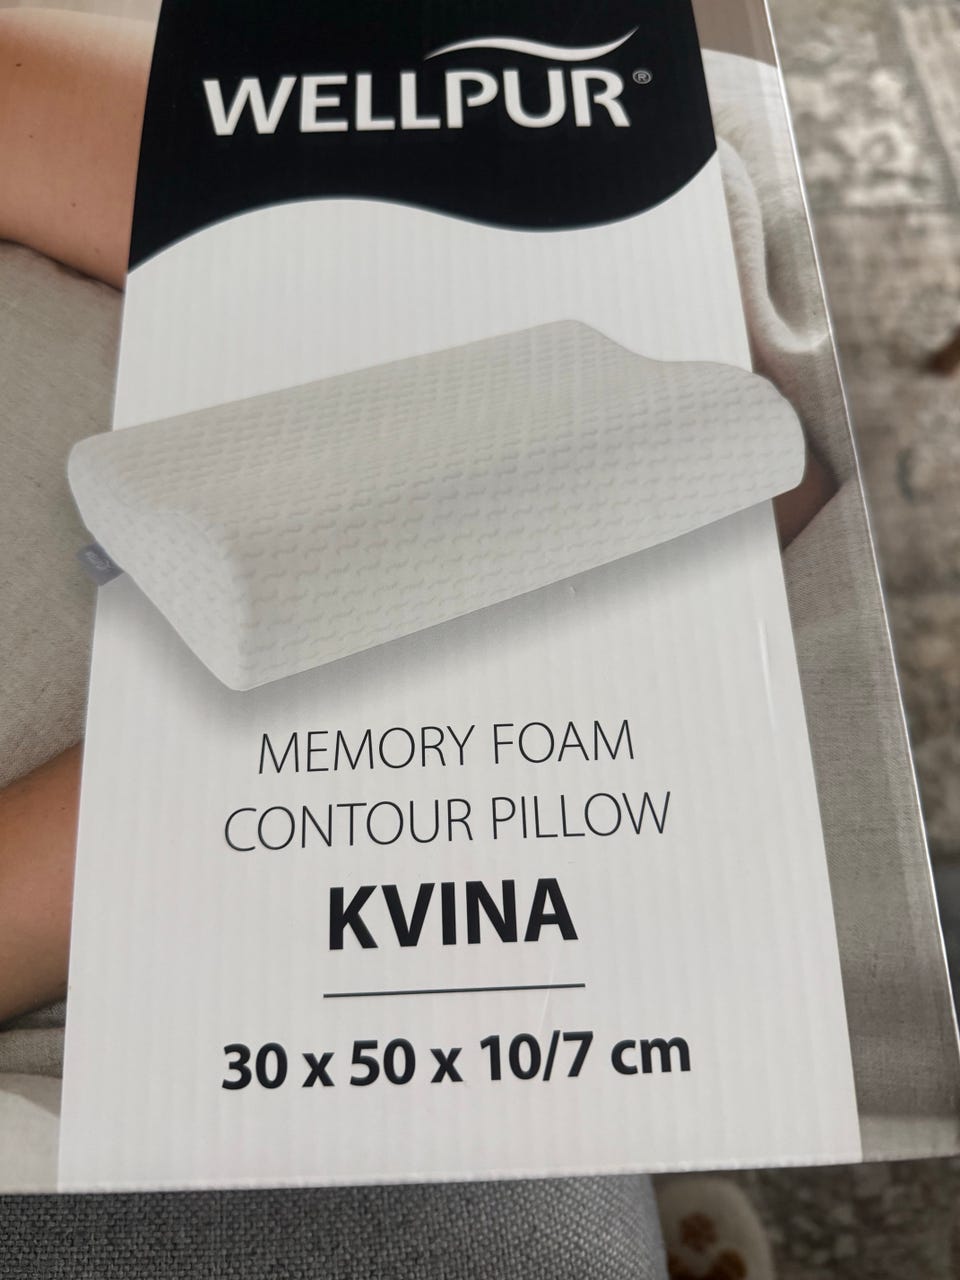 WELLPUR®
MEMORY FOAM
CONTOUR PILLOW
KVINA
30 x 50 x 10/7 cm